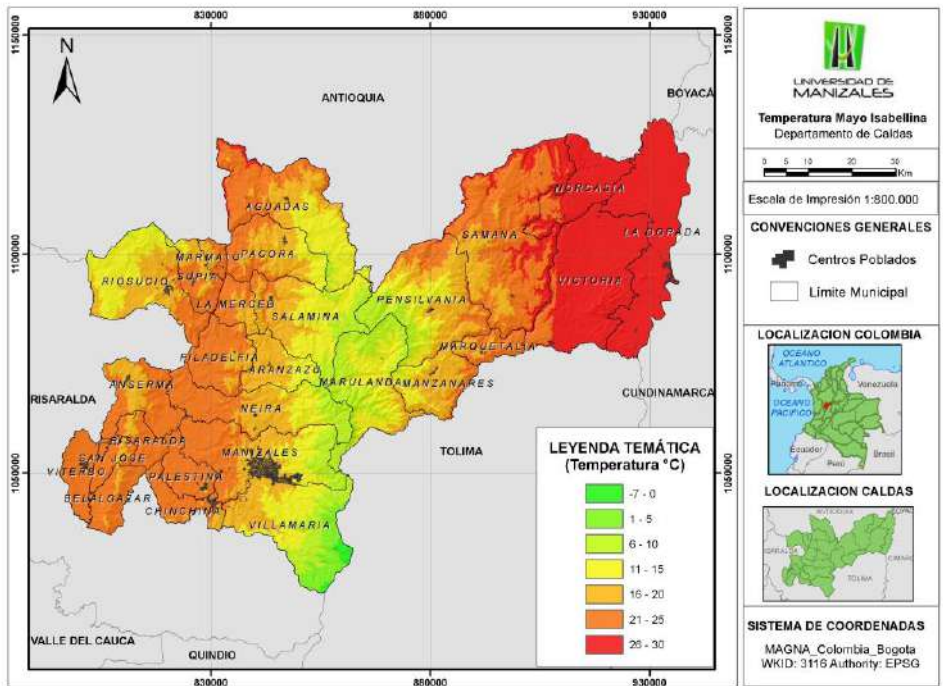 830000
880000
930000
1150000
1150000
N
ANTIOQUIA
BOYACÁ
AGUADAS
NORCASIA
LA DORADA
SAMANA
1100000
1100000
RIOSUCIO
MARMATO
SUPIA
PACORA
VICTORIA
LA MERCED
SALAMINA
PENSILVANIA
MARQUETALIA
FILADELFIA
ARANZAZU
MARULANDA
MANZANARES
ANSERMA
CUNDINAMARCA
RISARALDA
NEIRA
RISARALDA
SAN JOSE
VITERBO
MANIZALES
TOLIMA
1050000
1050000
PALESTINA
BELALCAZAR
CHINCHINA
VILLAMARIA
VALLE DEL CAUCA
QUINDIO
830000
880000
930000
LEYENDA TEMÁTICA
(Temperatura °C)
-7 - 0
1 - 5
6 - 10
11 - 15
16 - 20
21 - 25
26 - 30
UNIVERSIDAD DE
MANIZALES
Temperatura Mayo Isabellina
Departamento de Caldas
0 5 10 20 30
Km
Escala de Impresión 1:800.000
CONVENCIONES GENERALES
Centros Poblados
Límite Municipal
LOCALIZACION COLOMBIA
OCEANO
ATLANTICO
Panamá
Venezuela
OCEANO
PACIFICO
Ecuador
Perú
Brasil
LOCALIZACION CALDAS
TOLIMA
SISTEMA DE COORDENADAS
MAGNA_Colombia_Bogota
WKID: 3116 Authority: EPSG